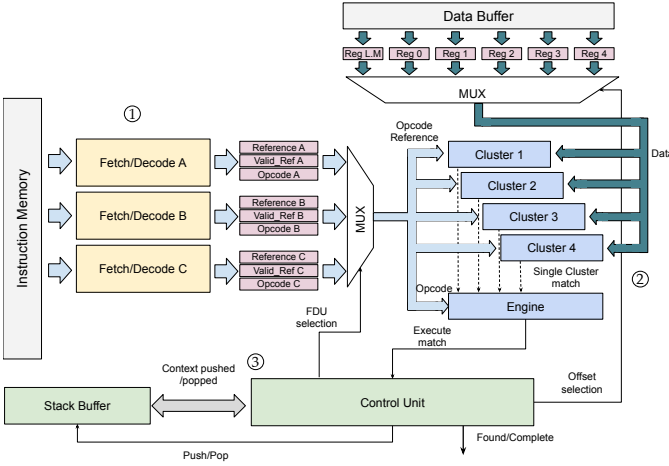 Data Buffer
Reg L.M
Reg 0
Reg 1
Reg 2
Reg 3
Reg 4
MUX
①
Instruction Memory
Fetch/Decode A
Reference A
Valid_Ref A
Opcode A
Fetch/Decode B
Reference B
Valid_Ref B
Opcode B
Fetch/Decode C
Reference C
Valid_Ref C
Opcode C
MUX
Opcode
Reference
Cluster 1
Cluster 2
Cluster 3
Cluster 4
Data
②
Single Cluster
match
Opcode
Engine
FDU
selection
Execute
match
③
Context pushed
/popped
Offset
selection
Stack Buffer
Control Unit
Push/Pop
Found/Complete